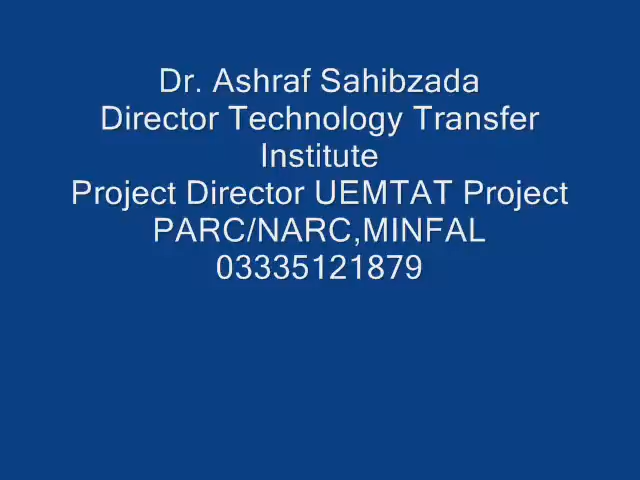 Dr. Ashraf Sahibzada
Director Technology Transfer
Institute
Project Director UEMTAT Project
PARC/NARC,MINFAL
03335121879